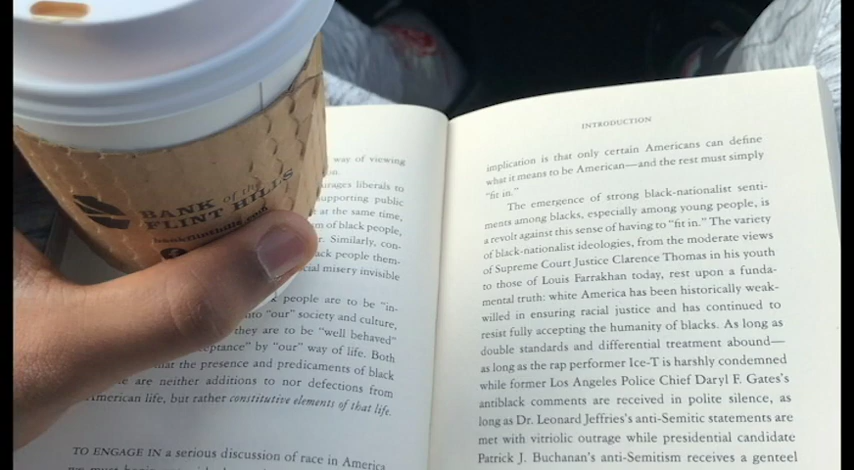 BANK of the
FLINT HILLS
way of viewing
urages liberals to
upporting public
r at the same time,
m of black people,
r. Similarly, con-
ack people them-
cial misery invisible
people are to be "in-
nto "our" society and culture,
they are to be "well behaved"
ceptance" by "our" way of life. Both
the presence and predicaments of black
are neither additions to nor defections from
American life, but rather constitutive elements of that life.
TO ENGAGE IN a serious discussion of race in America
INTRODUCTION
implication is that only certain Americans can define
what it means to be American—and the rest must simply
"fit in."
The emergence of strong black-nationalist senti-
ments among blacks, especially among young people, is
a revolt against this sense of having to "fit in." The variety
of black-nationalist ideologies, from the moderate views
of Supreme Court Justice Clarence Thomas in his youth
to those of Louis Farrakhan today, rest upon a funda-
mental truth: white America has been historically weak-
willed in ensuring racial justice and has continued to
resist fully accepting the humanity of blacks. As long as
double standards and differential treatment abound—
as long as the rap performer Ice-T is harshly condemned
while former Los Angeles Police Chief Daryl F. Gates's
antiblack comments are received in polite silence, as
long as Dr. Leonard Jeffries's anti-Semitic statements are
met with vitriolic outrage while presidential candidate
Patrick J. Buchanan's anti-Semitism receives a genteel